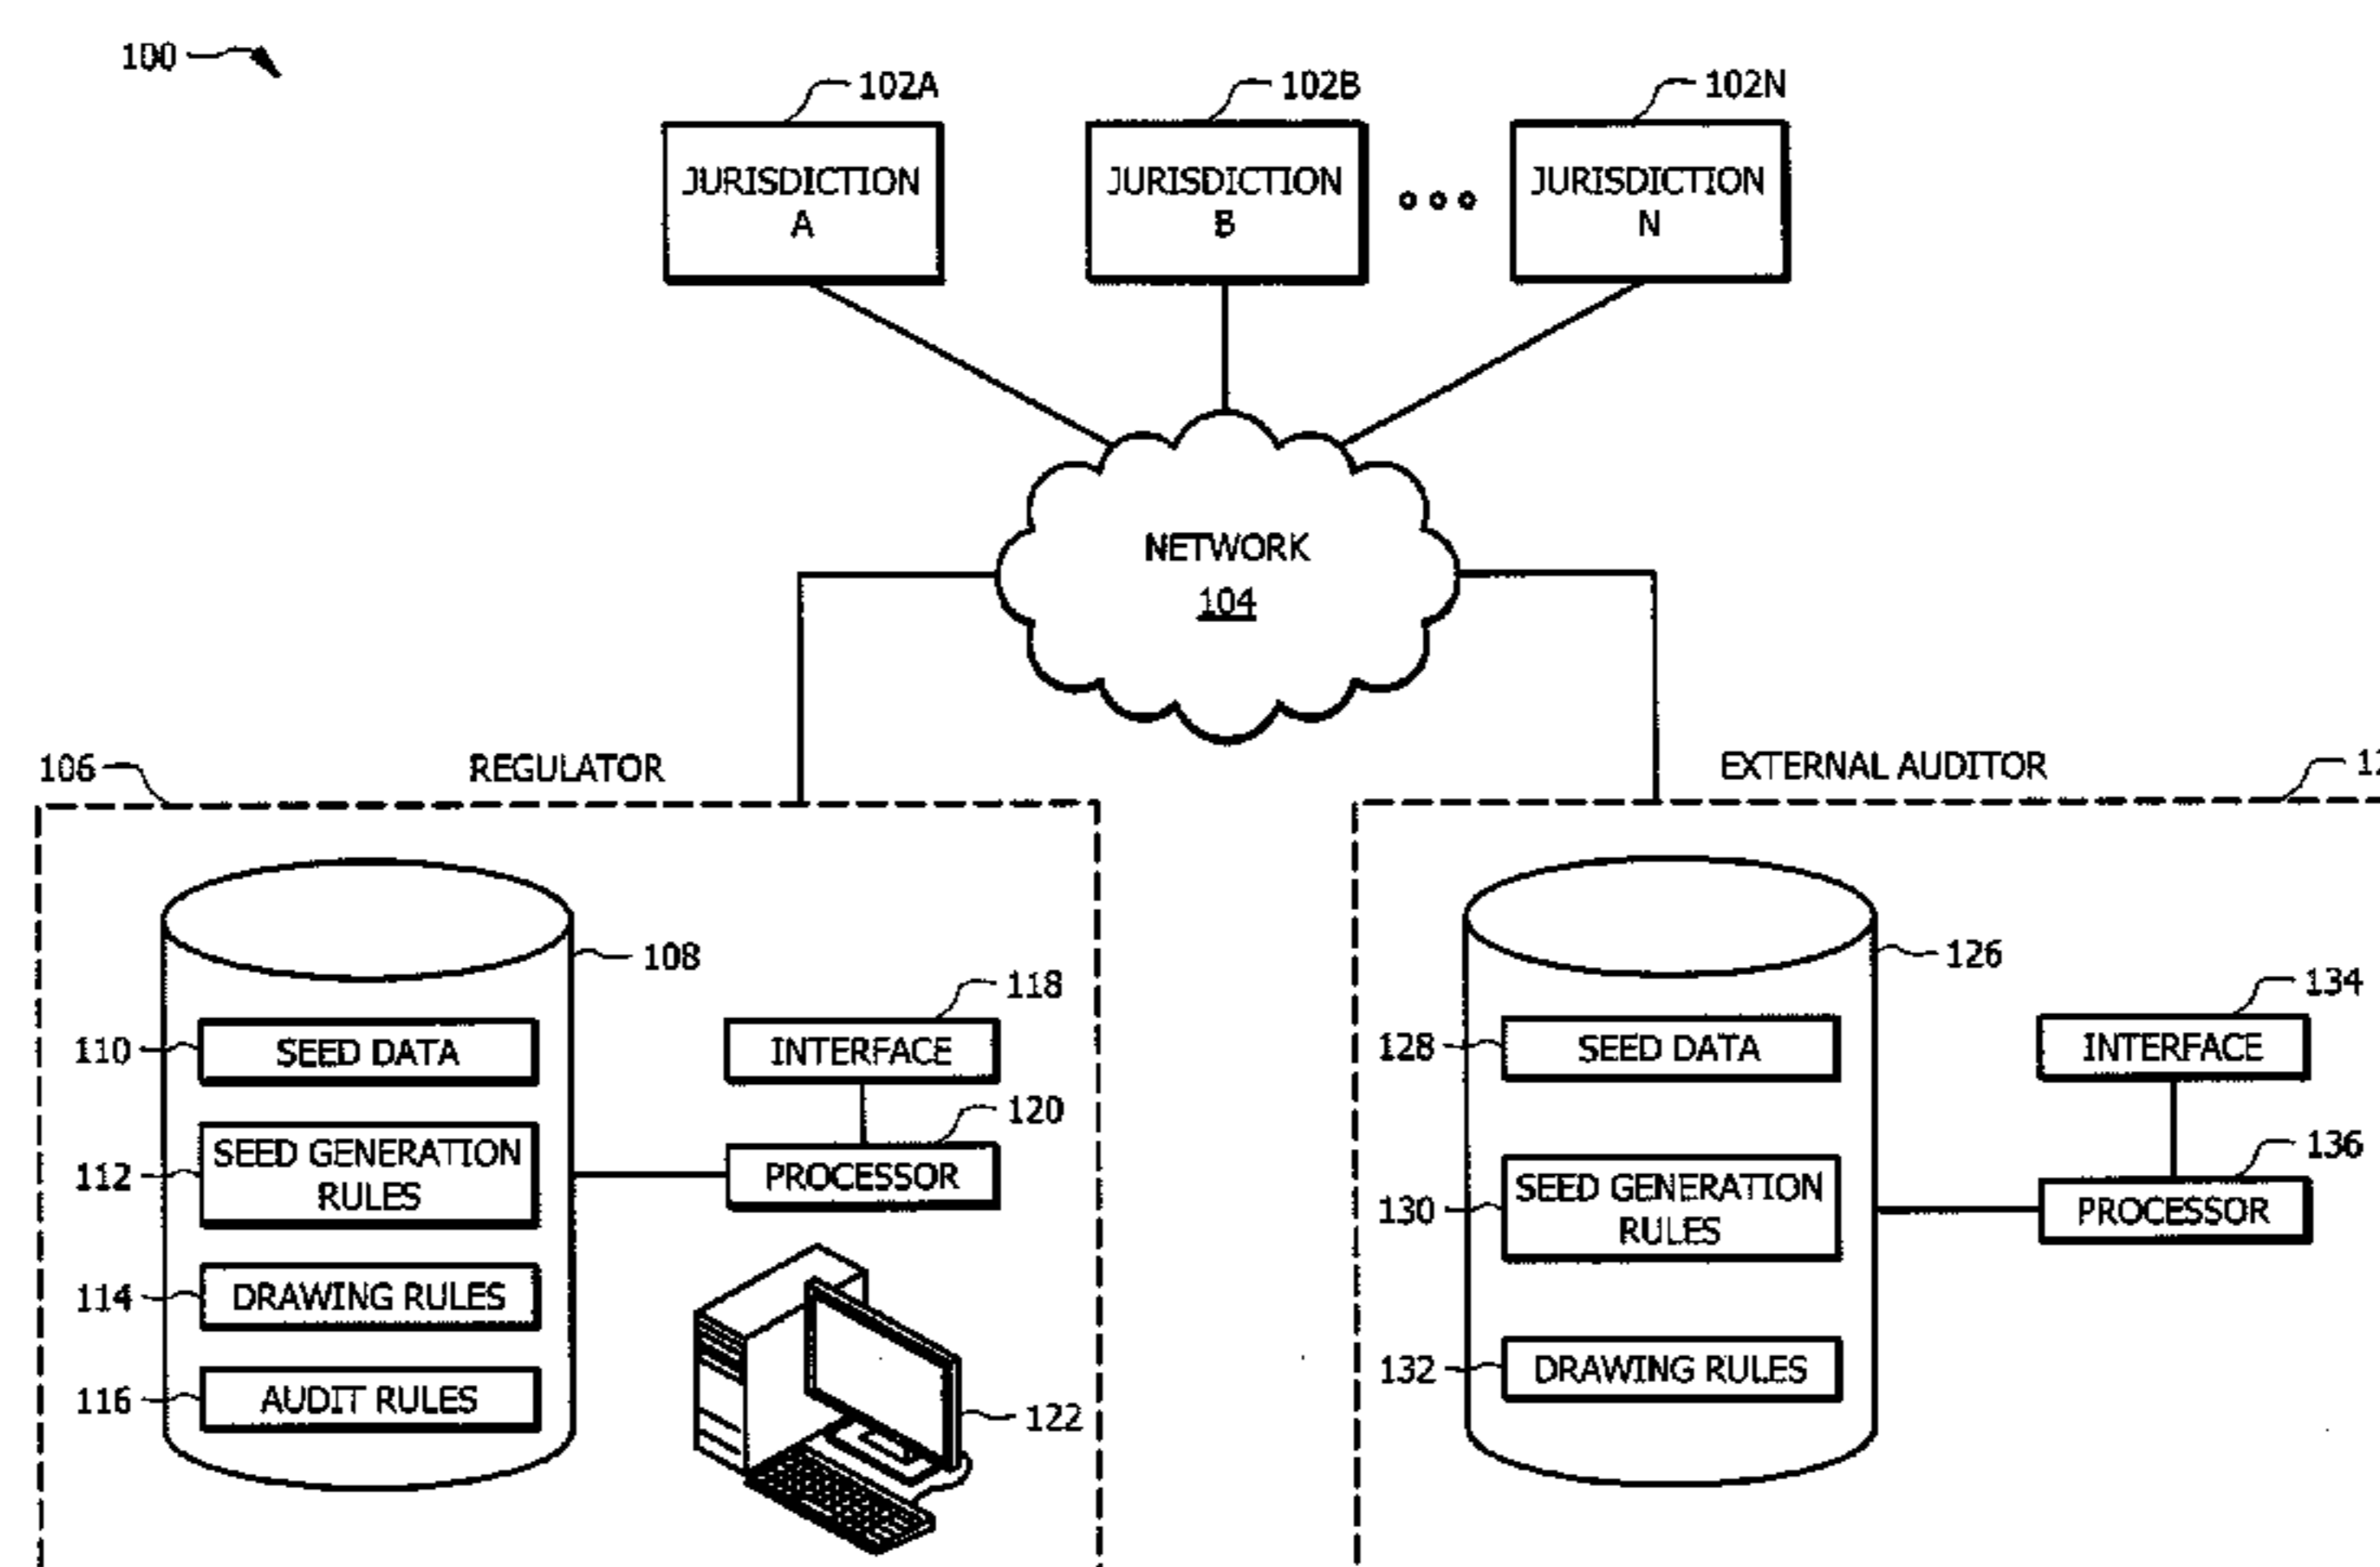 100
102A
102B
102N
JURISDICTION
A
JURISDICTION
B
JURISDICTION
N
NETWORK
104
106
REGULATOR
EXTERNAL AUDITOR
108
118
110
SEED DATA
INTERFACE
120
112
SEED GENERATION
RULES
PROCESSOR
114
DRAWING RULES
116
AUDIT RULES
122
126
134
128
SEED DATA
INTERFACE
136
130
SEED GENERATION
RULES
PROCESSOR
132
DRAWING RULES